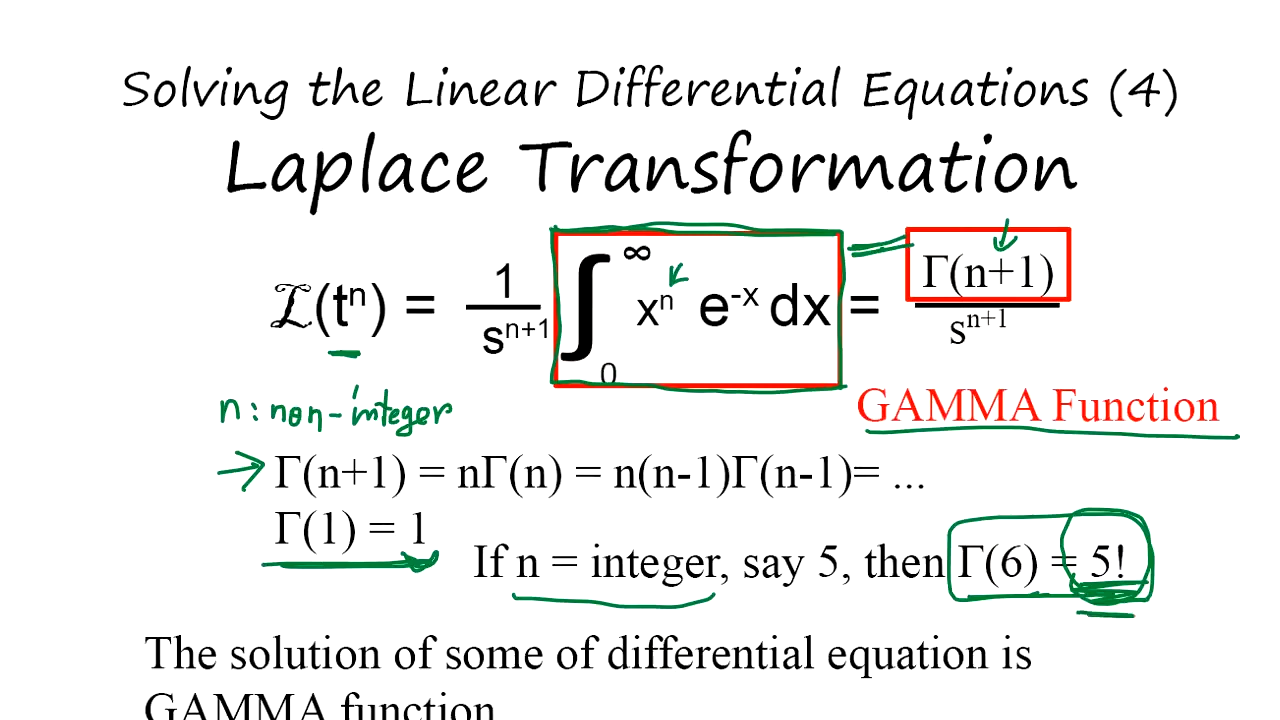 Solving the Linear Differential Equations (4)
Laplace Transformation
ℒ(tⁿ) = 1/sⁿ⁺¹ ∫₀^∞ xⁿ e⁻ˣ dx = Γ(n+1)/sⁿ⁺¹
GAMMA Function
n : non-integer
→ Γ(n+1) = nΓ(n) = n(n-1)Γ(n-1)= ...
Γ(1) = 1
If n = integer, say 5, then Γ(6) = 5!
The solution of some of differential equation is
GAMMA function